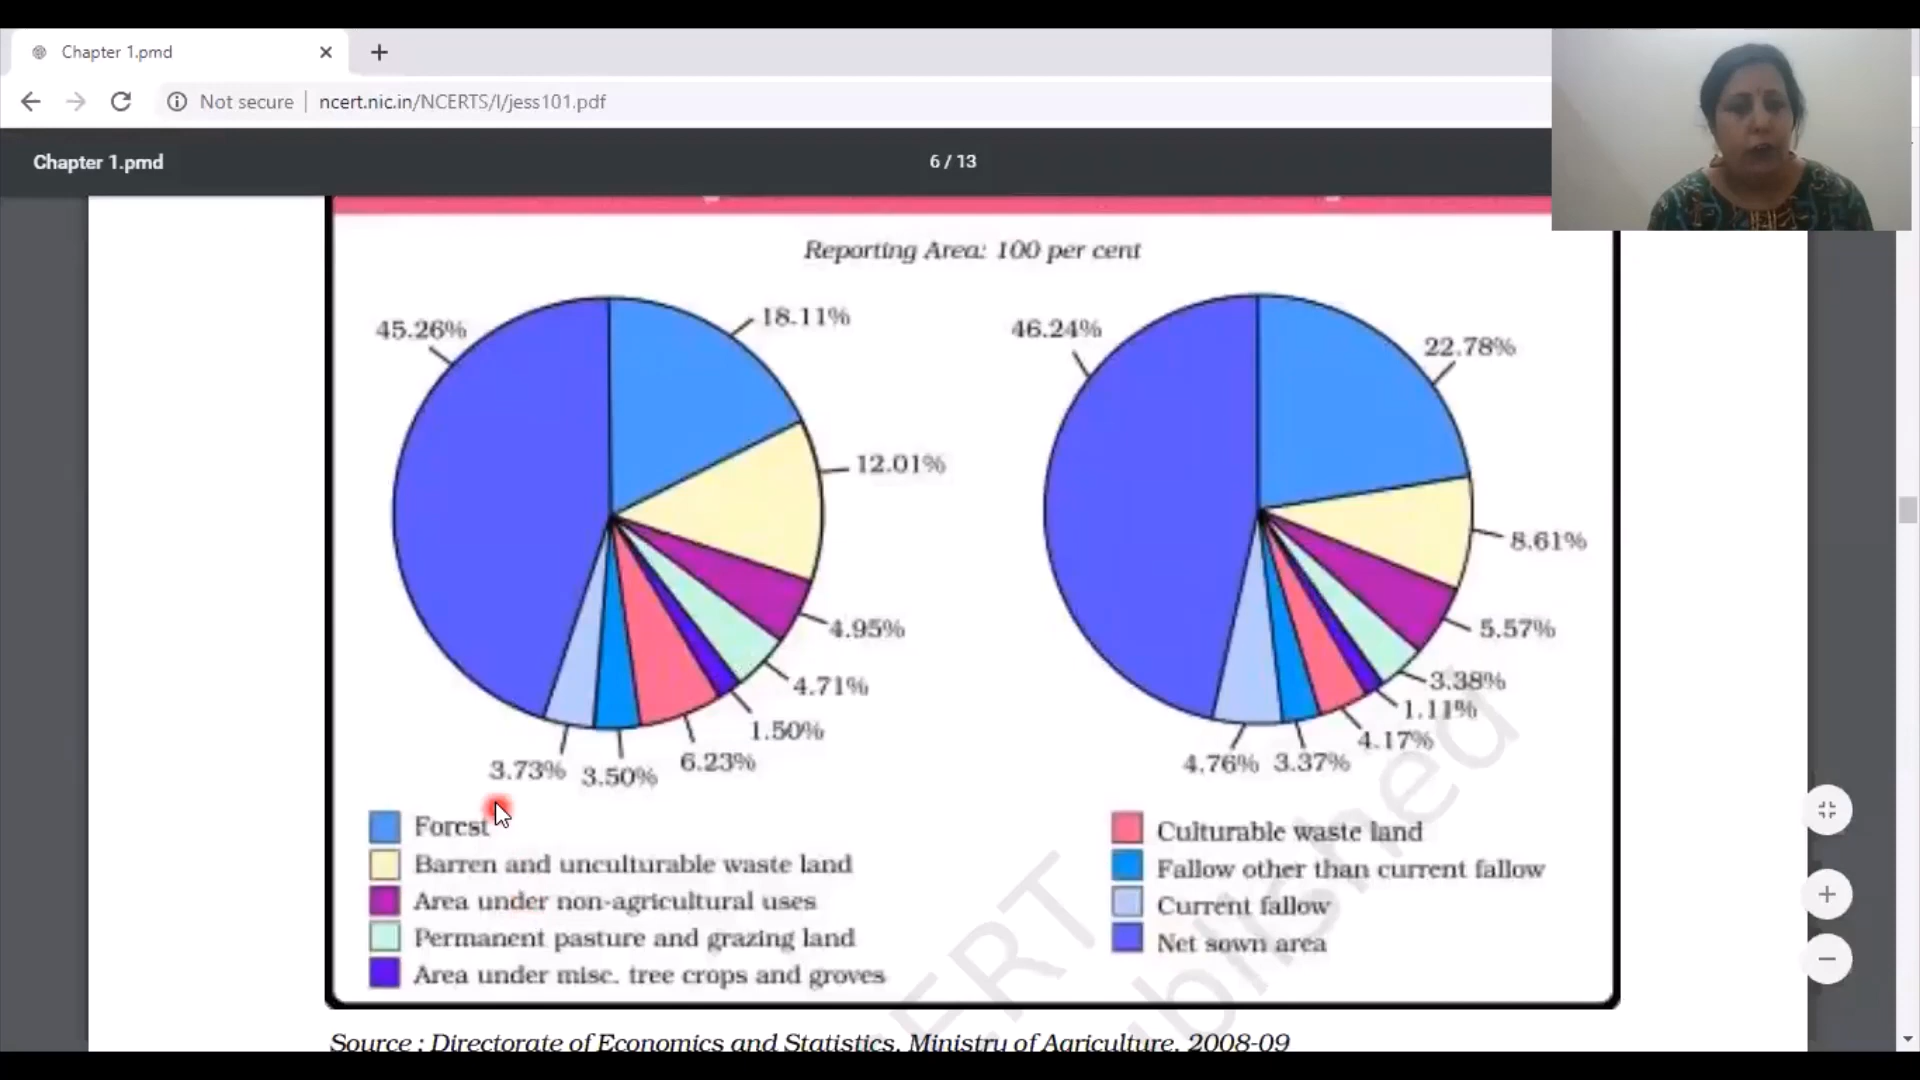 Chapter 1.pmd
Not secure
ncert.nic.in/NCERTS/l/jess101.pdf
Chapter 1.pmd
6 / 13
Reporting Area: 100 per cent
45.26%
18.11%
12.01%
4.95%
4.71%
1.50%
6.23%
3.50%
3.73%
46.24%
22.78%
8.61%
5.57%
3.38%
1.11%
4.17%
3.37%
4.76%
Forest
Barren and unculturable waste land
Area under non-agricultural uses
Permanent pasture and grazing land
Area under misc. tree crops and groves
Culturable waste land
Fallow other than current fallow
Current fallow
Net sown area
Source : Directorate of Economics and Statistics, Ministry of Agriculture, 2008-09